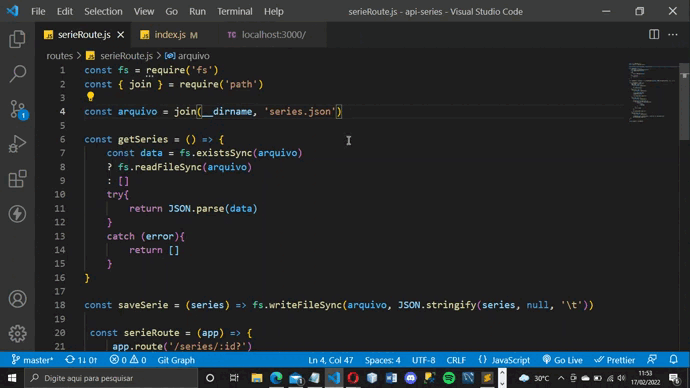 File Edit Selection View Go Run Terminal Help serieRoute.js - api-series - Visual Studio Code
JS serieRoute.js JS index.js M TC localhost:3000/
routes > JS serieRoute.js > arquivo
1 const fs = require('fs')
2 const { join } = require('path')
3
4 const arquivo = join(__dirname, 'series.json')
5
6 const getSeries = () => {
7 const data = fs.existsSync(arquivo)
8 ? fs.readFileSync(arquivo)
9 : []
10 try{
11 return JSON.parse(data)
12 }
13 catch (error){
14 return []
15 }
16 }
17
18 const saveSerie = (series) => fs.writeFileSync(arquivo, JSON.stringify(series, null, '\t'))
19
20 const serieRoute = (app) => {
21 app.route('/series/:id?')
1
master* 1↓ 0↑ 0 0 Git Graph Ln 4, Col 47 Spaces: 4 UTF-8 CRLF {} JavaScript Go Live Prettier
Digite aqui para pesquisar 30°C 11:53
17/02/2022